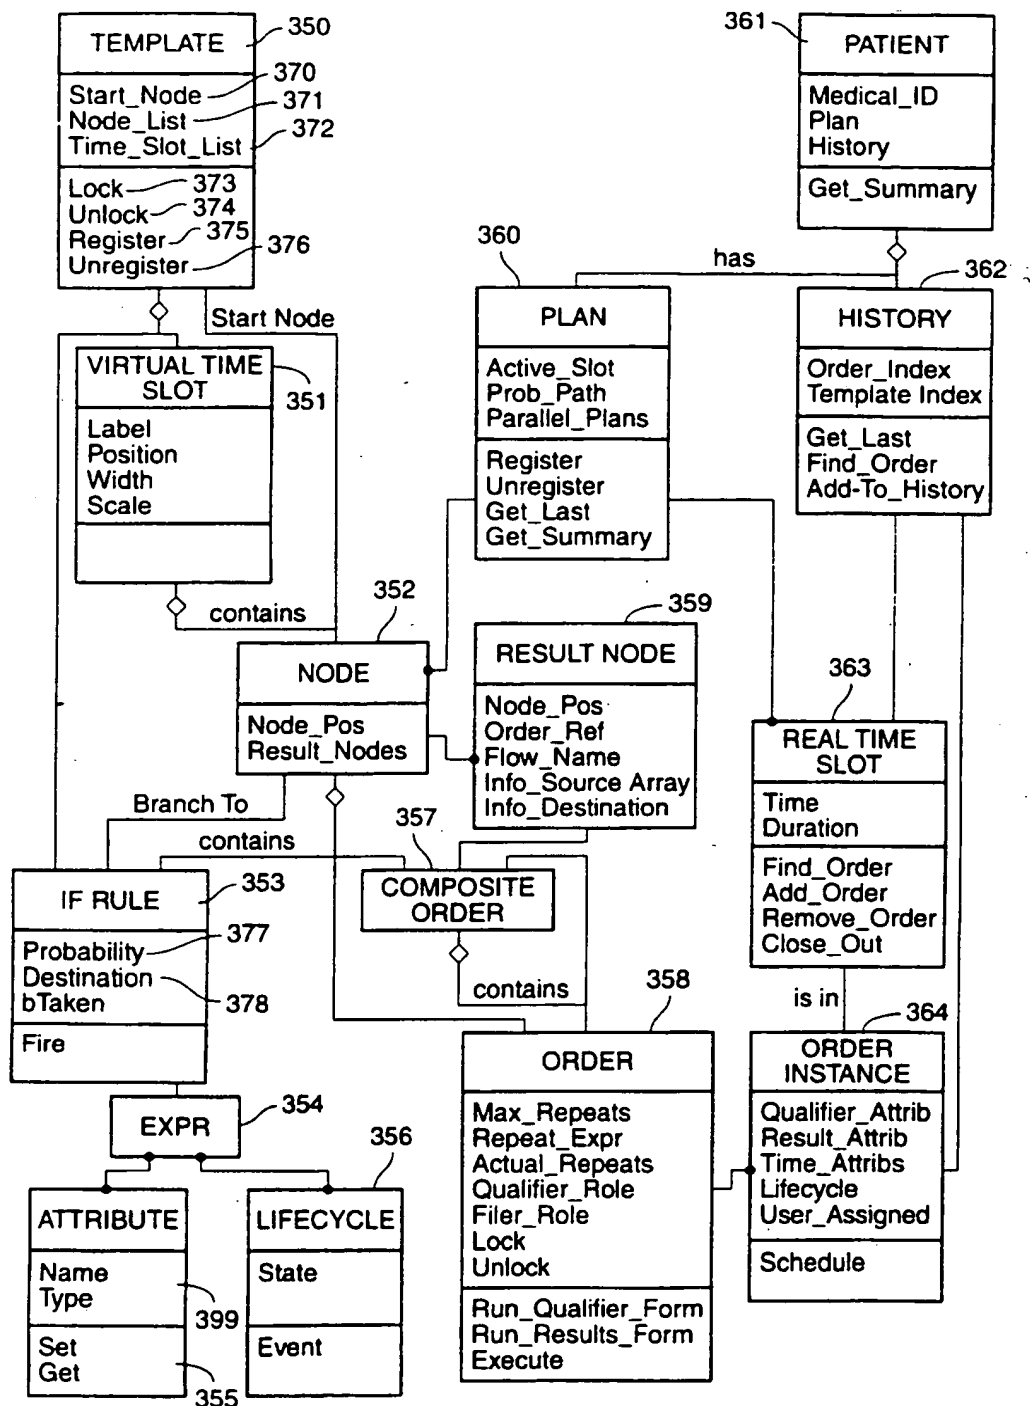 350
TEMPLATE
370
Start_Node
371
Node_List
372
Time_Slot_List
Lock
373
Unlock
374
Register
375
Unregister
376
Start Node
VIRTUAL TIME
SLOT
351
Label
Position
Width
Scale
contains
361
PATIENT
Medical_ID
Plan
History
Get_Summary
has
360
PLAN
Active_Slot
Prob_Path
Parallel_Plans
Register
Unregister
Get_Last
Get_Summary
362
HISTORY
Order_Index
Template Index
Get_Last
Find_Order
Add-To_History
352
NODE
Node_Pos
Result_Nodes
359
RESULT NODE
Node_Pos
Order_Ref
Flow_Name
Info_Source Array
Info_Destination
363
REAL TIME
SLOT
Time
Duration
Find_Order
Add_Order
Remove_Order
Close_Out
is in
Branch To
contains
357
COMPOSITE
ORDER
contains
353
IF RULE
377
Probability
Destination
bTaken
378
Fire
354
EXPR
356
ATTRIBUTE
Name
Type
399
Set
Get
355
LIFECYCLE
State
Event
358
ORDER
Max_Repeats
Repeat_Expr
Actual_Repeats
Qualifier_Role
Filer_Role
Lock
Unlock
Run_Qualifier_Form
Run_Results_Form
Execute
364
ORDER
INSTANCE
Qualifier_Attrib
Result_Attrib
Time_Attribs
Lifecycle
User_Assigned
Schedule